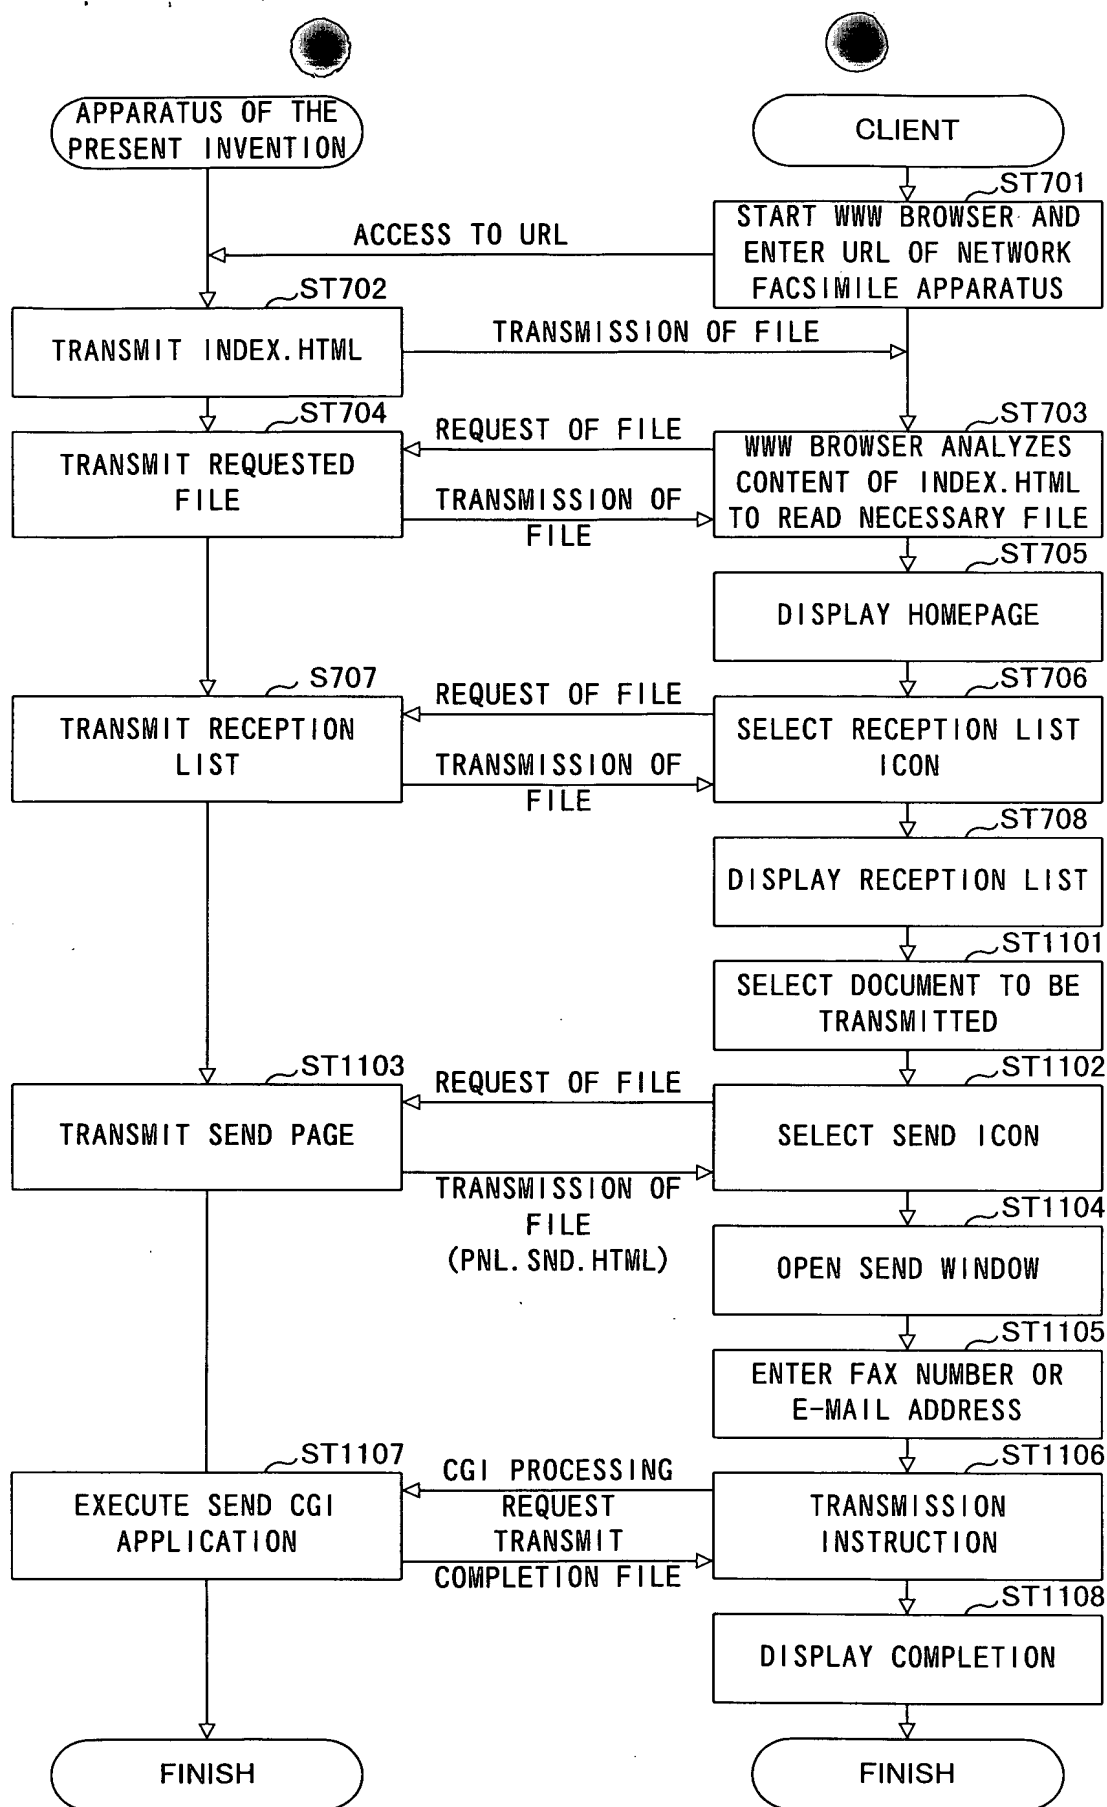 APPARATUS OF THE
PRESENT INVENTION
CLIENT
ST701
START WWW BROWSER AND
ENTER URL OF NETWORK
FACSIMILE APPARATUS
ACCESS TO URL
ST702
TRANSMIT INDEX.HTML
TRANSMISSION OF FILE
ST704
TRANSMIT REQUESTED
FILE
REQUEST OF FILE
TRANSMISSION OF
FILE
ST703
WWW BROWSER ANALYZES
CONTENT OF INDEX.HTML
TO READ NECESSARY FILE
ST705
DISPLAY HOMEPAGE
S707
TRANSMIT RECEPTION
LIST
REQUEST OF FILE
TRANSMISSION OF
FILE
ST706
SELECT RECEPTION LIST
ICON
ST708
DISPLAY RECEPTION LIST
ST1101
SELECT DOCUMENT TO BE
TRANSMITTED
ST1103
TRANSMIT SEND PAGE
REQUEST OF FILE
TRANSMISSION OF
FILE
(PNL.SND.HTML)
ST1102
SELECT SEND ICON
ST1104
OPEN SEND WINDOW
ST1105
ENTER FAX NUMBER OR
E-MAIL ADDRESS
ST1107
EXECUTE SEND CGI
APPLICATION
CGI PROCESSING
REQUEST
TRANSMIT
COMPLETION FILE
ST1106
TRANSMISSION
INSTRUCTION
ST1108
DISPLAY COMPLETION
FINISH
FINISH